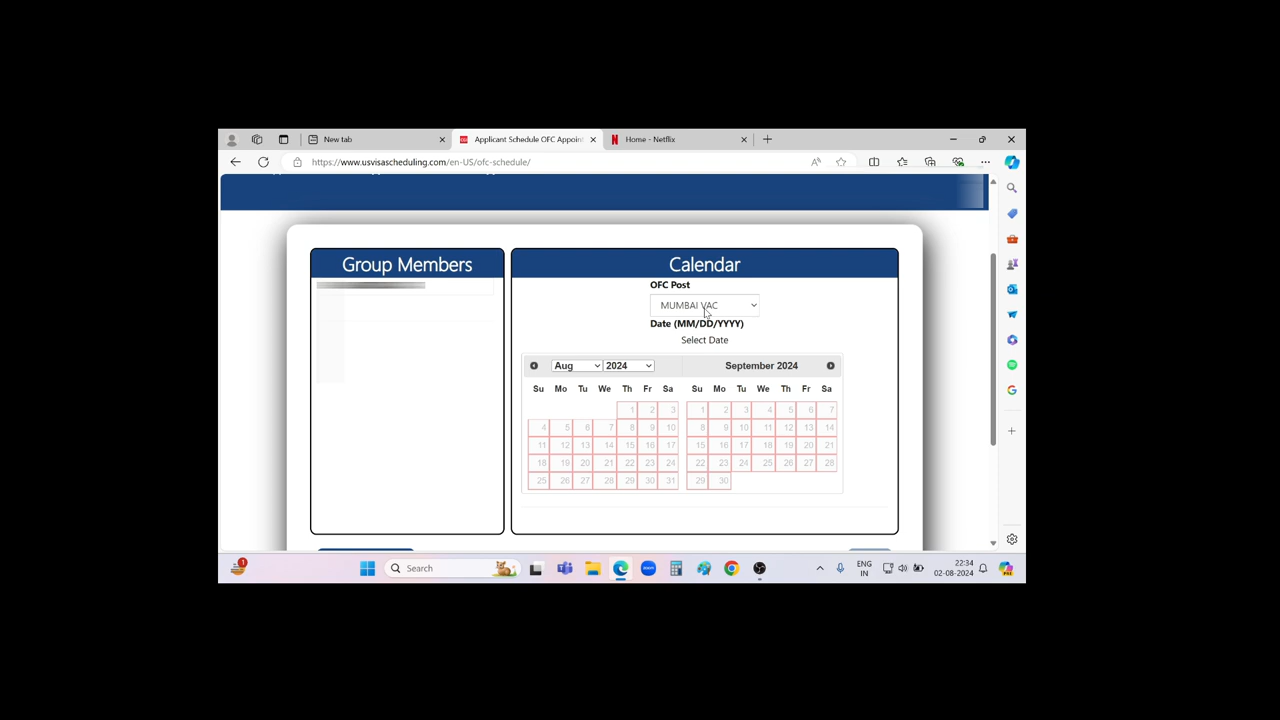 New tab
Applicant Schedule OFC Appoint
Home - Netflix
https://www.usvisascheduling.com/en-US/ofc-schedule/
Group Members
Calendar
OFC Post
MUMBAI VAC
Date (MM/DD/YYYY)
Select Date
Aug 2024 September 2024
Su Mo Tu We Th Fr Sa Su Mo Tu We Th Fr Sa
1 2 3 1 2 3 4 5 6 7
4 5 6 7 8 9 10 8 9 10 11 12 13 14
11 12 13 14 15 16 17 15 16 17 18 19 20 21
18 19 20 21 22 23 24 22 23 24 25 26 27 28
25 26 27 28 29 30 31 29 30
1
Search
zoom
ENG
IN
22:34
02-08-2024